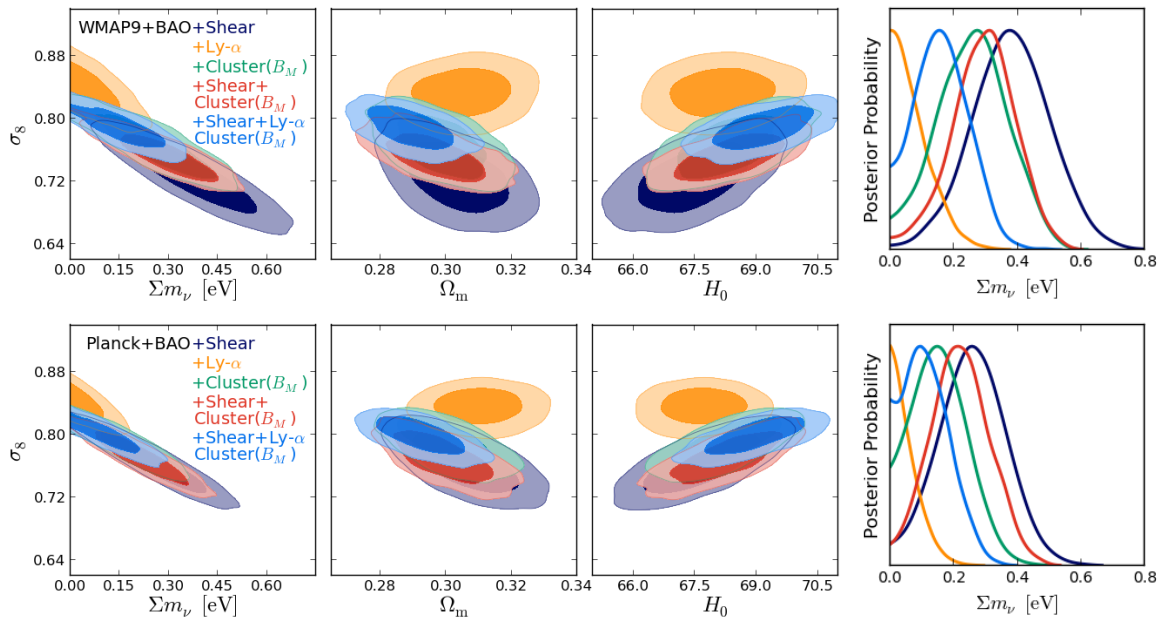 WMAP9+BAO+Shear
+Ly-α
+Cluster(B_M)
+Shear+
Cluster(B_M)
+Shear+Ly-α
Cluster(B_M)
σ₈
0.88
0.80
0.72
0.64
0.00 0.15 0.30 0.45 0.60
Σm_ν [eV]
0.28 0.30 0.32 0.34
Ω_m
66.0 67.5 69.0 70.5
H₀
Posterior Probability
0.0 0.2 0.4 0.6 0.8
Σm_ν [eV]
Planck+BAO+Shear
+Ly-α
+Cluster(B_M)
+Shear+
Cluster(B_M)
+Shear+Ly-α
Cluster(B_M)
σ₈
0.88
0.80
0.72
0.64
0.00 0.15 0.30 0.45 0.60
Σm_ν [eV]
0.28 0.30 0.32 0.34
Ω_m
66.0 67.5 69.0 70.5
H₀
Posterior Probability
0.0 0.2 0.4 0.6 0.8
Σm_ν [eV]